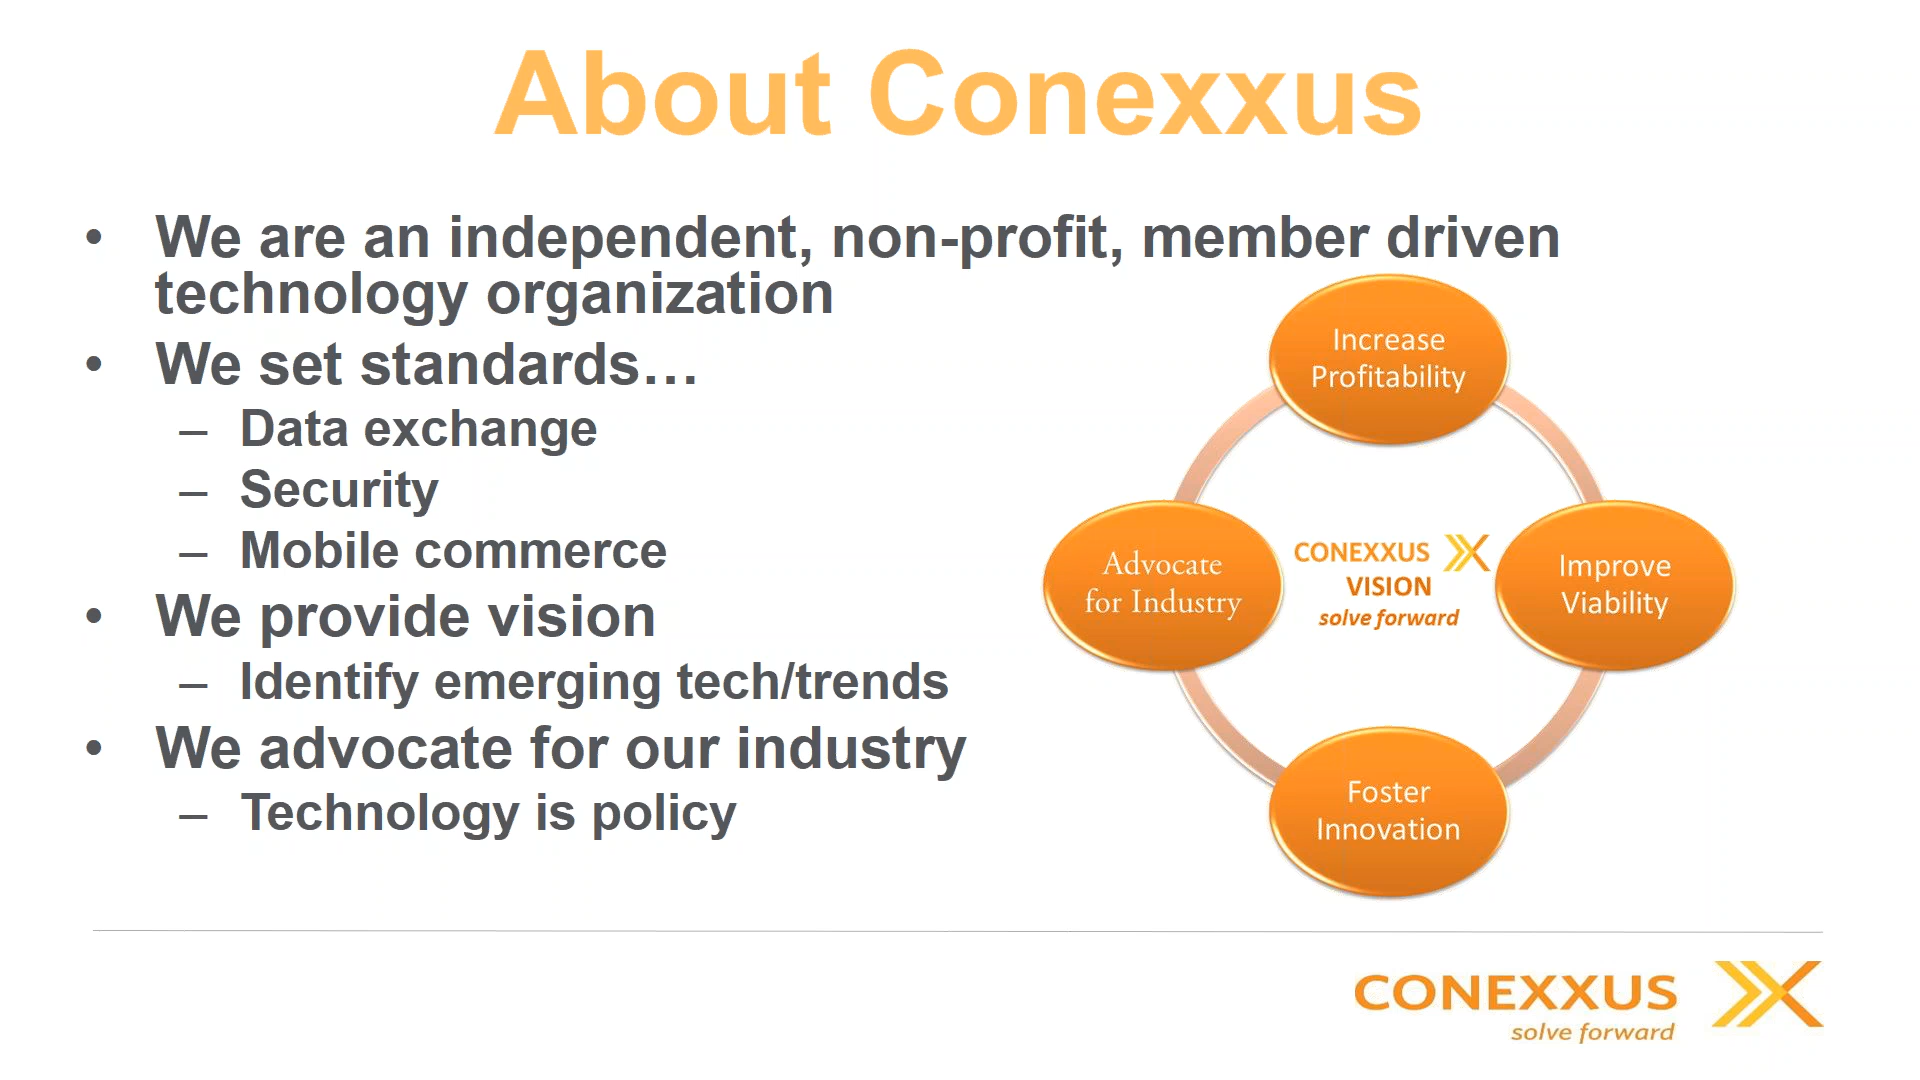 About Conexxus
• We are an independent, non-profit, member driven
technology organization
• We set standards…
– Data exchange
– Security
– Mobile commerce
• We provide vision
– Identify emerging tech/trends
• We advocate for our industry
– Technology is policy
Increase
Profitability
Advocate
for Industry
CONEXXUS
VISION
solve forward
Improve
Viability
Foster
Innovation
CONEXXUS
solve forward